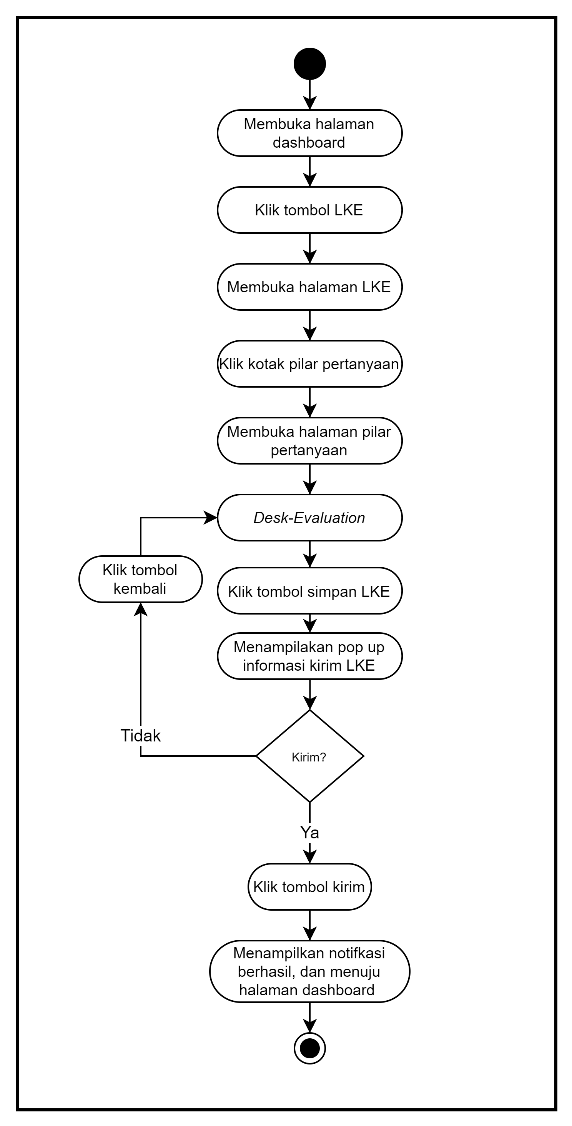 Membuka halaman
dashboard
Klik tombol LKE
Membuka halaman LKE
Klik kotak pilar pertanyaan
Membuka halaman pilar
pertanyaan
Desk-Evaluation
Klik tombol
kembali
Klik tombol simpan LKE
Menampilakan pop up
informasi kirim LKE
Tidak
Kirim?
Ya
Klik tombol kirim
Menampilkan notifkasi
berhasil, dan menuju
halaman dashboard